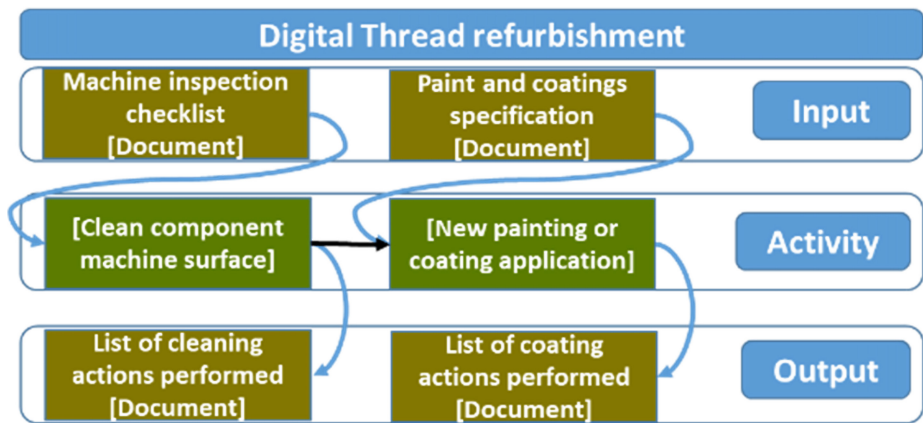 Digital Thread refurbishment
Machine inspection
checklist
[Document]
Paint and coatings
specification
[Document]
Input
[Clean component
machine surface]
[New painting or
coating application]
Activity
List of cleaning
actions performed
[Document]
List of coating
actions performed
[Document]
Output